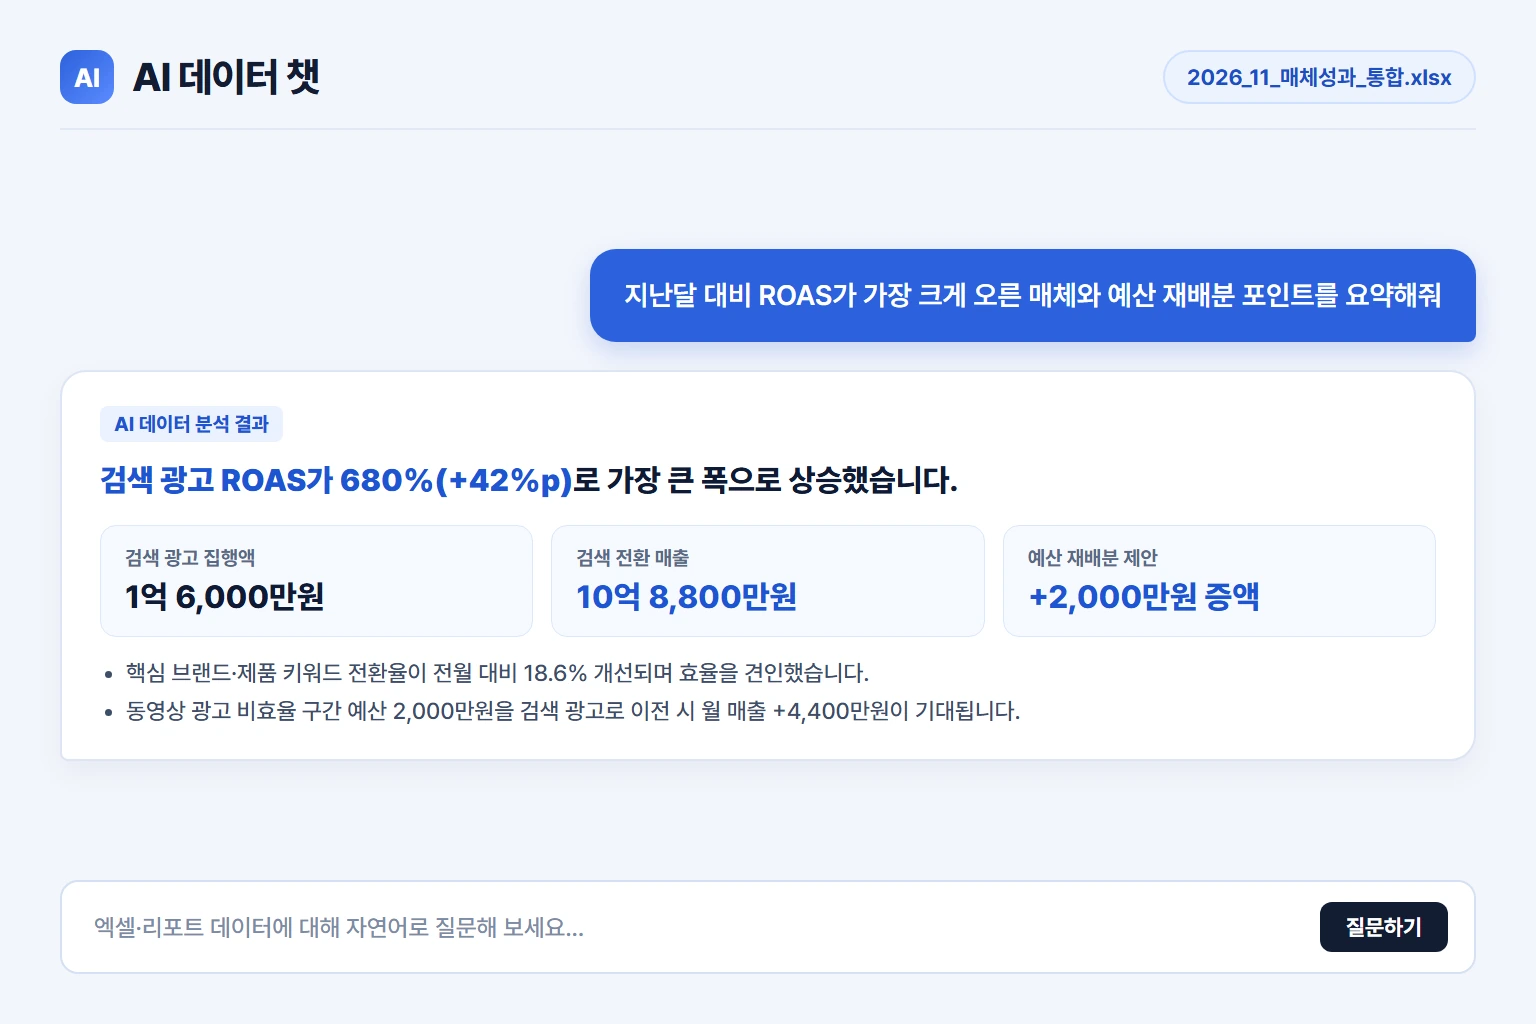 AI
AI 데이터 챗
2026_11_매체성과_통합.xlsx
지난달 대비 ROAS가 가장 크게 오른 매체와 예산 재배분 포인트를 요약해줘
AI 데이터 분석 결과
검색 광고 ROAS가 680%(+42%p)로 가장 큰 폭으로 상승했습니다.
검색 광고 집행액
1억 6,000만원
검색 전환 매출
10억 8,800만원
예산 재배분 제안
+2,000만원 증액
• 핵심 브랜드·제품 키워드 전환율이 전월 대비 18.6% 개선되며 효율을 견인했습니다.
• 동영상 광고 비효율 구간 예산 2,000만원을 검색 광고로 이전 시 월 매출 +4,400만원이 기대됩니다.
엑셀·리포트 데이터에 대해 자연어로 질문해 보세요...
질문하기